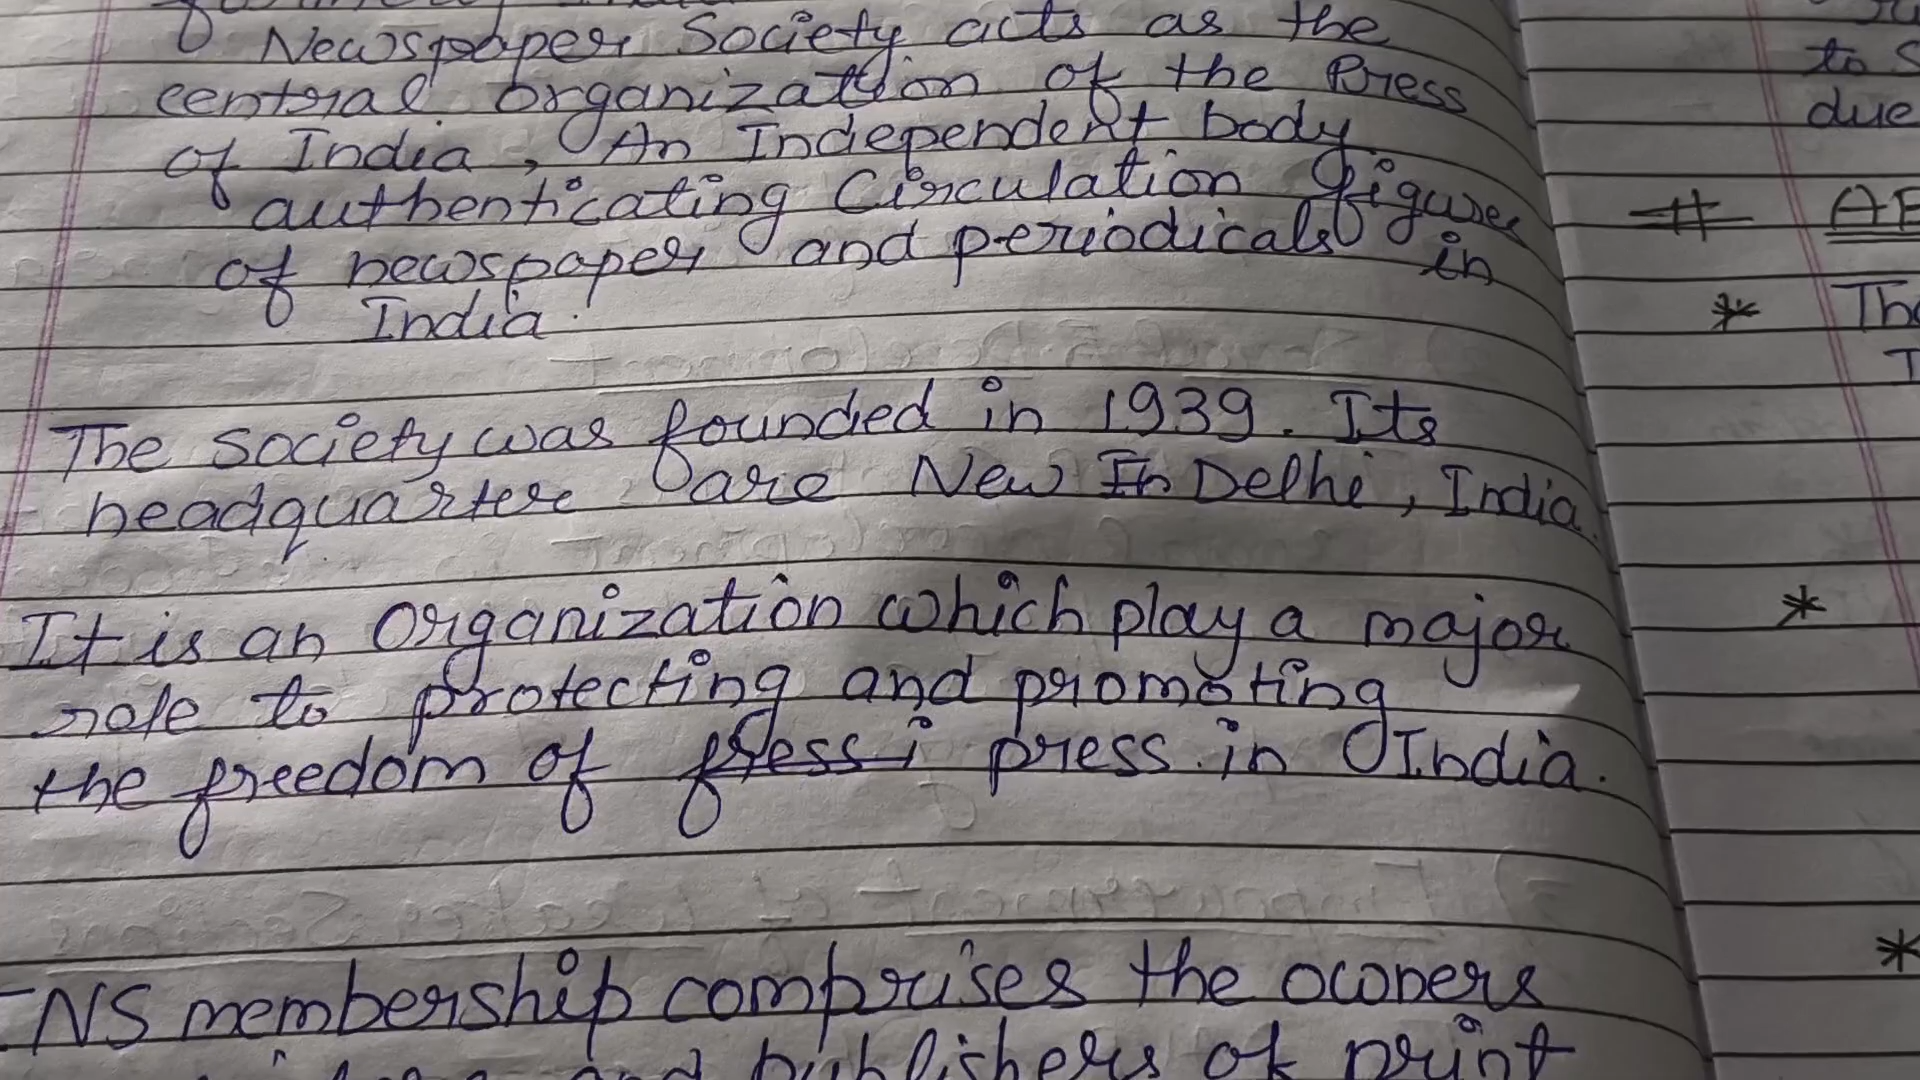 Newspaper Society acts as the
central organization of the Press
of India, An Independent body
authenticating Circulation figures
of newspaper and periodicals in
India.
The society was founded in 1939. Its
headquarters are New In Delhi, India.
It is an Organization which play a major
role to protecting and promoting
the freedom of press i press in India.
INS membership comprises the owners
and publishers of print
to S
due
#
*
The
*
*